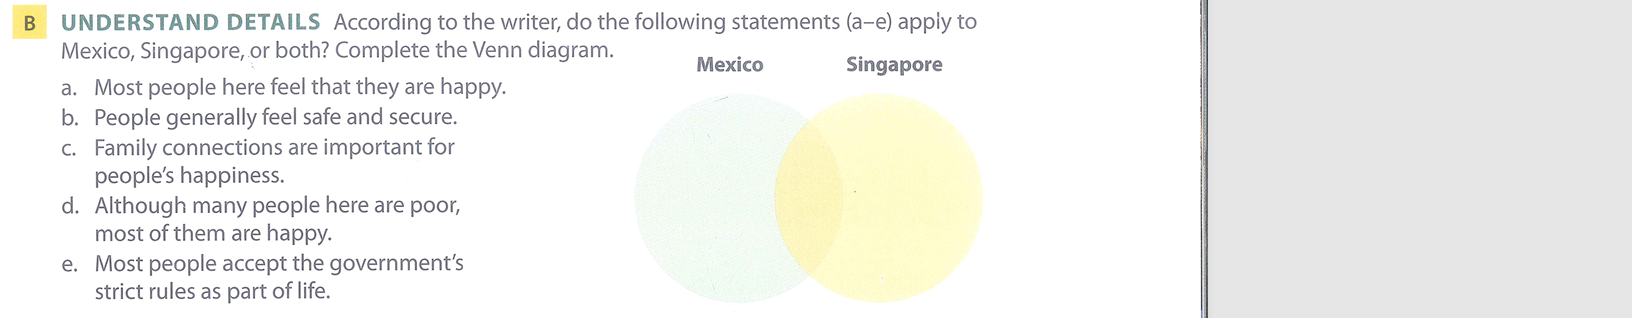 B UNDERSTAND DETAILS According to the writer, do the following statements (a–e) apply to
Mexico, Singapore, or both? Complete the Venn diagram.
Mexico Singapore
a. Most people here feel that they are happy.
b. People generally feel safe and secure.
c. Family connections are important for
people's happiness.
d. Although many people here are poor,
most of them are happy.
e. Most people accept the government's
strict rules as part of life.